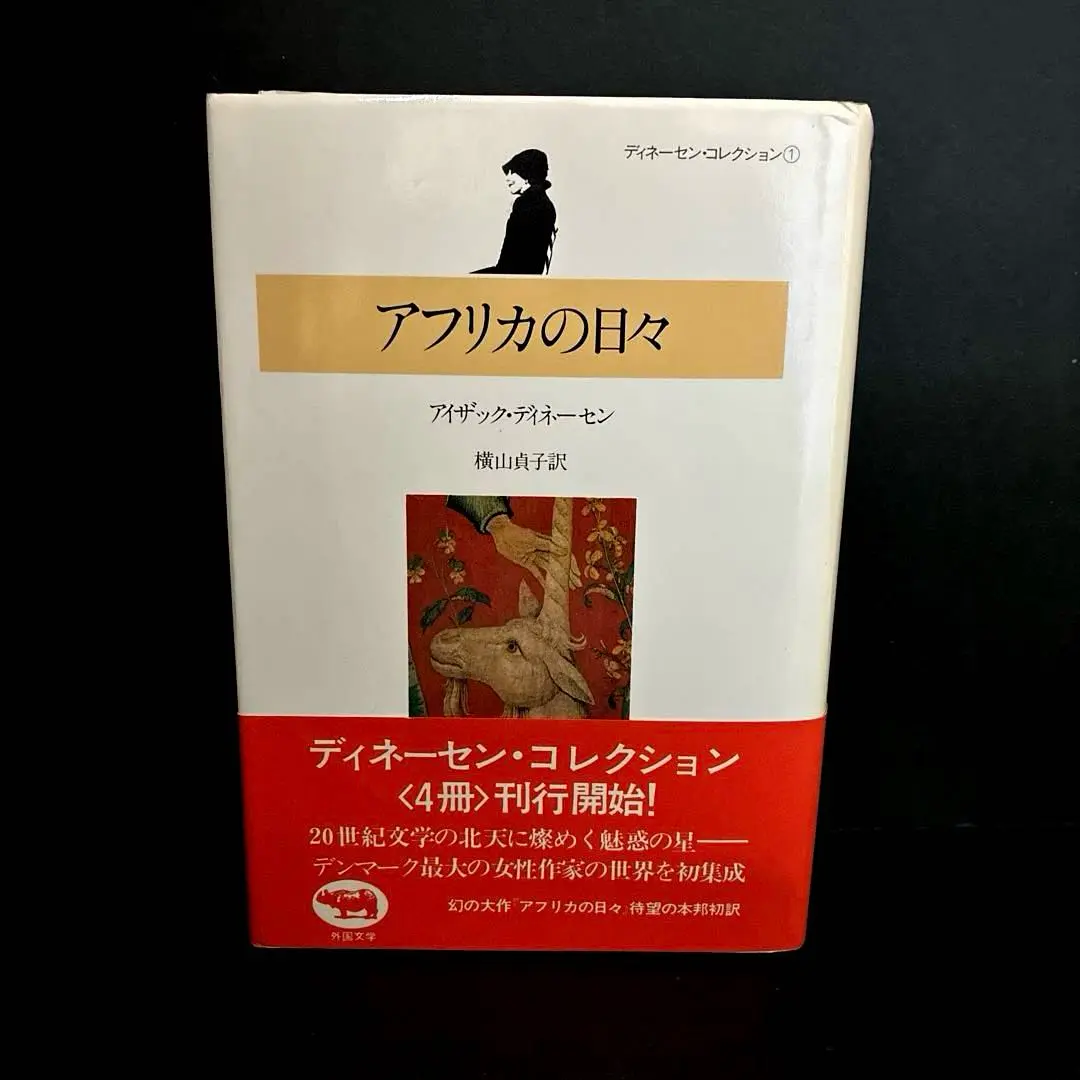 ディネーセン・コレクション①
アフリカの日々
アイザック・ディネーセン
横山貞子訳
ディネーセン・コレクション
〈4冊〉刊行開始!
20世紀文学の北天に燦めく魅惑の星――
デンマーク最大の女性作家の世界を初集成
幻の大作『アフリカの日々』待望の本邦初訳
外国文学